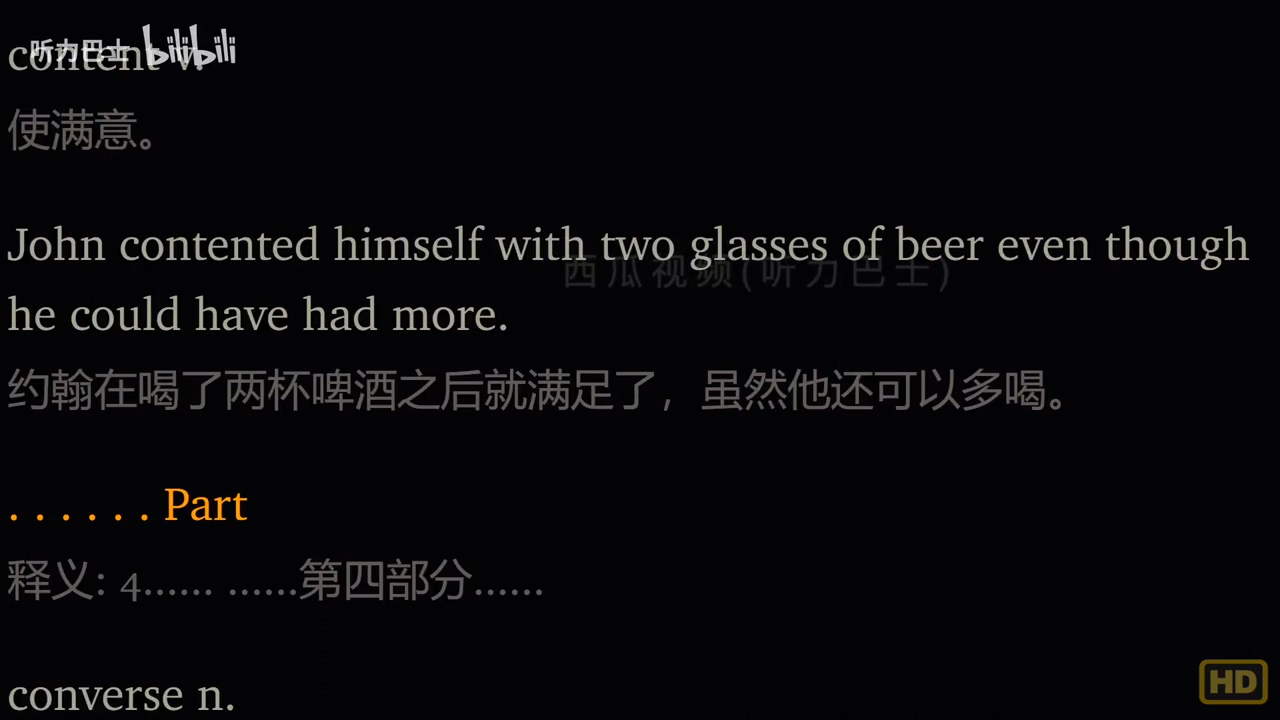 听力巴士 bilibili
content v.
使满意。
John contented himself with two glasses of beer even though
西瓜视频(听力巴士)
he could have had more.
约翰在喝了两杯啤酒之后就满足了，虽然他还可以多喝。
. . . . . . Part
释义: 4...... ......第四部分......
converse n.
HD